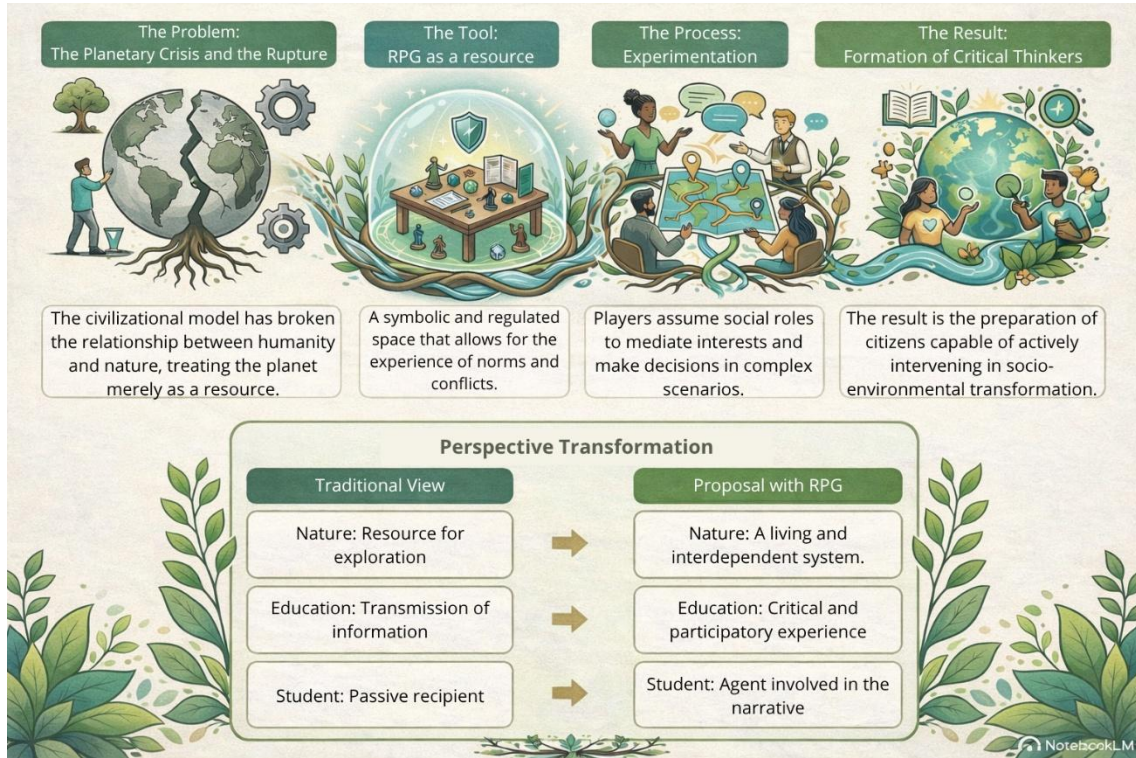 The Problem:
The Planetary Crisis and the Rupture
The Tool:
RPG as a resource
The Process:
Experimentation
The Result:
Formation of Critical Thinkers
The civilizational model has broken
the relationship between humanity
and nature, treating the planet
merely as a resource.
A symbolic and regulated
space that allows for the
experience of norms and
conflicts.
Players assume social roles
to mediate interests and
make decisions in complex
scenarios.
The result is the preparation of
citizens capable of actively
intervening in socio-
environmental transformation.
Perspective Transformation
Traditional View
Proposal with RPG
Nature: Resource for
exploration
Nature: A living and
interdependent system.
Education: Transmission of
information
Education: Critical and
participatory experience
Student: Passive recipient
Student: Agent involved in the
narrative
NotebookLM